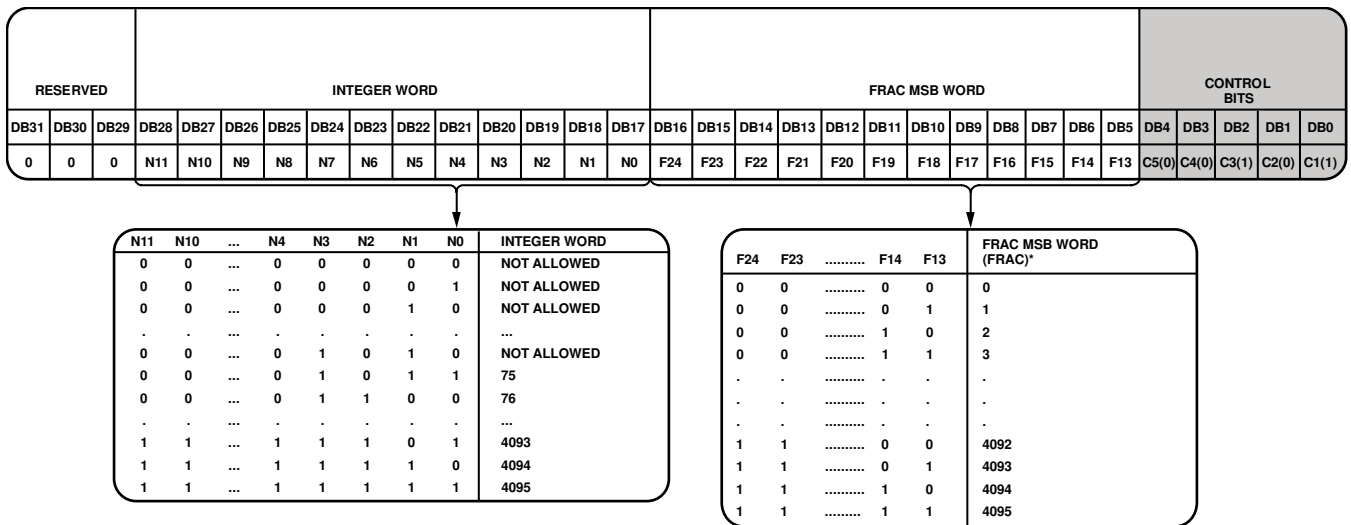 RESERVED INTEGER WORD FRAC MSB WORD CONTROL BITS
DB31 DB30 DB29 DB28 DB27 DB26 DB25 DB24 DB23 DB22 DB21 DB20 DB19 DB18 DB17 DB16 DB15 DB14 DB13 DB12 DB11 DB10 DB9 DB8 DB7 DB6 DB5 DB4 DB3 DB2 DB1 DB0
0 0 0 N11 N10 N9 N8 N7 N6 N5 N4 N3 N2 N1 N0 F24 F23 F22 F21 F20 F19 F18 F17 F16 F15 F14 F13 C5(0) C4(0) C3(1) C2(0) C1(1)
N11 N10 ... N4 N3 N2 N1 N0 INTEGER WORD
0 0 ... 0 0 0 0 0 NOT ALLOWED
0 0 ... 0 0 0 0 1 NOT ALLOWED
0 0 ... 0 0 0 1 0 NOT ALLOWED
. . ... . . . . . ...
0 0 ... 0 1 0 1 0 NOT ALLOWED
0 0 ... 0 1 0 1 1 75
0 0 ... 0 1 1 0 0 76
. . ... . . . . . ...
1 1 ... 1 1 1 0 1 4093
1 1 ... 1 1 1 1 0 4094
1 1 ... 1 1 1 1 1 4095
F24 F23 .......... F14 F13 FRAC MSB WORD (FRAC)*
0 0 .......... 0 0 0
0 0 .......... 0 1 1
0 0 .......... 1 0 2
0 0 .......... 1 1 3
. . .......... . . .
. . .......... . . .
. . .......... . . .
1 1 .......... 0 0 4092
1 1 .......... 0 1 4093
1 1 .......... 1 0 4094
1 1 ......... 1 1 4095